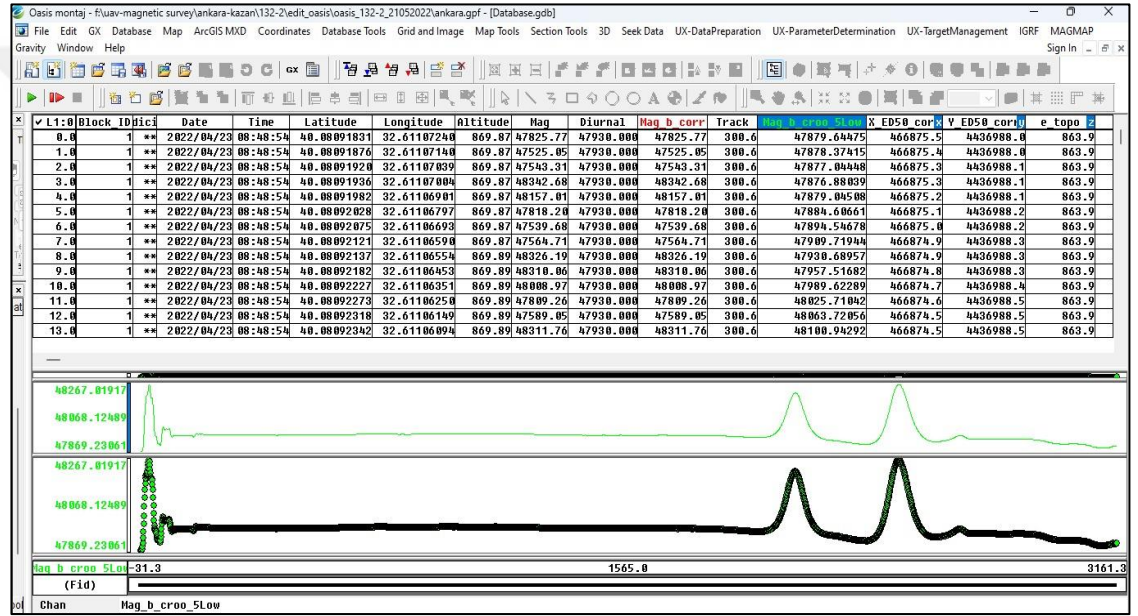 Oasis montaj - f:\uav-magnetic survey\ankara-kazan\132-2\edit_oasis\oasis_132-2_21052022\ankara.gpf - [Database.gdb]
File Edit GX Database Map ArcGIS MXD Coordinates Database Tools Grid and Image Map Tools Section Tools 3D Seek Data UX-DataPreparation UX-ParameterDetermination UX-TargetManagement IGRF MAGMAP
Gravity Window Help Sign In
L1:0 Block_ID dici Date Time Latitude Longitude Altitude Mag Diurnal Mag_b_corr Track Mag_b_croo_5Low X_ED50_cor x Y_ED50_corr y e_topo z
0.0 1 ** 2022/04/23 08:48:54 40.08091831 32.61107240 869.87 47825.77 47930.000 47825.77 300.6 47879.64475 466875.5 4436988.0 863.9
1.0 1 ** 2022/04/23 08:48:54 40.08091876 32.61107140 869.87 47525.05 47930.000 47525.05 300.6 47878.37415 466875.4 4436988.0 863.9
2.0 1 ** 2022/04/23 08:48:54 40.08091920 32.61107039 869.87 47543.31 47930.000 47543.31 300.6 47877.04448 466875.3 4436988.1 863.9
3.0 1 ** 2022/04/23 08:48:54 40.08091936 32.61107004 869.87 48342.68 47930.000 48342.68 300.6 47876.88039 466875.3 4436988.1 863.9
4.0 1 ** 2022/04/23 08:48:54 40.08091982 32.61106901 869.87 48157.01 47930.000 48157.01 300.6 47879.04508 466875.2 4436988.1 863.9
5.0 1 ** 2022/04/23 08:48:54 40.08092028 32.61106797 869.87 47818.20 47930.000 47818.20 300.6 47884.60661 466875.1 4436988.2 863.9
6.0 1 ** 2022/04/23 08:48:54 40.08092075 32.61106693 869.87 47539.68 47930.000 47539.68 300.6 47894.54678 466875.0 4436988.2 863.9
7.0 1 ** 2022/04/23 08:48:54 40.08092121 32.61106590 869.87 47564.71 47930.000 47564.71 300.6 47909.71944 466874.9 4436988.3 863.9
8.0 1 ** 2022/04/23 08:48:54 40.08092137 32.61106554 869.89 48326.19 47930.000 48326.19 300.6 47930.68957 466874.9 4436988.3 863.9
9.0 1 ** 2022/04/23 08:48:54 40.08092182 32.61106453 869.89 48310.06 47930.000 48310.06 300.6 47957.51682 466874.8 4436988.3 863.9
10.0 1 ** 2022/04/23 08:48:54 40.08092227 32.61106351 869.89 48008.97 47930.000 48008.97 300.6 47989.62289 466874.7 4436988.4 863.9
11.0 1 ** 2022/04/23 08:48:54 40.08092273 32.61106250 869.89 47809.26 47930.000 47809.26 300.6 48025.71042 466874.6 4436988.5 863.9
12.0 1 ** 2022/04/23 08:48:54 40.08092318 32.61106149 869.89 47589.05 47930.000 47589.05 300.6 48063.72056 466874.5 4436988.5 863.9
13.0 1 ** 2022/04/23 08:48:54 40.08092342 32.61106094 869.89 48311.76 47930.000 48311.76 300.6 48100.94292 466874.5 4436988.5 863.9
48267.01917
48068.12489
47869.23061
48267.01917
48068.12489
47869.23061
Mag_b_croo_5Low -31.3 1565.0 3161.3
(Fid)
Chan Mag_b_croo_5Low